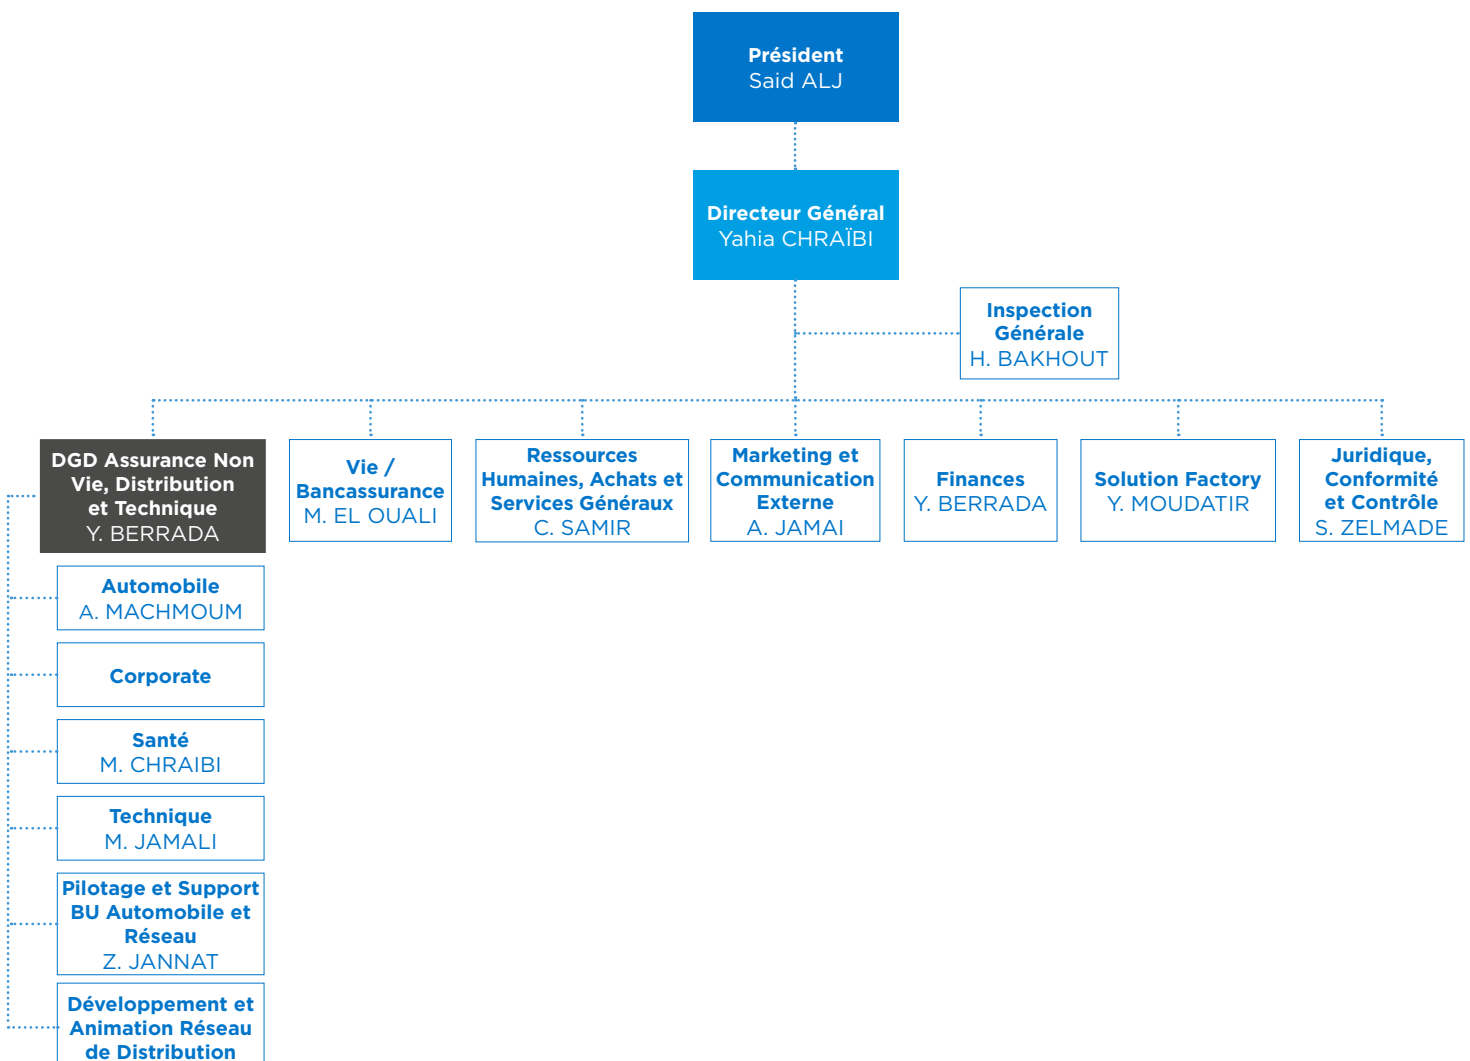 Président
Said ALJ
Directeur Général
Yahia CHRAÏBI
Inspection
Générale
H. BAKHOUT
DGD Assurance Non
Vie, Distribution
et Technique
Y. BERRADA
Vie /
Bancassurance
M. EL OUALI
Ressources
Humaines, Achats et
Services Généraux
C. SAMIR
Marketing et
Communication
Externe
A. JAMAI
Finances
Y. BERRADA
Solution Factory
Y. MOUDATIR
Juridique,
Conformité
et Contrôle
S. ZELMADE
Automobile
A. MACHMOUM
Corporate
Santé
M. CHRAIBI
Technique
M. JAMALI
Pilotage et Support
BU Automobile et
Réseau
Z. JANNAT
Développement et
Animation Réseau
de Distribution